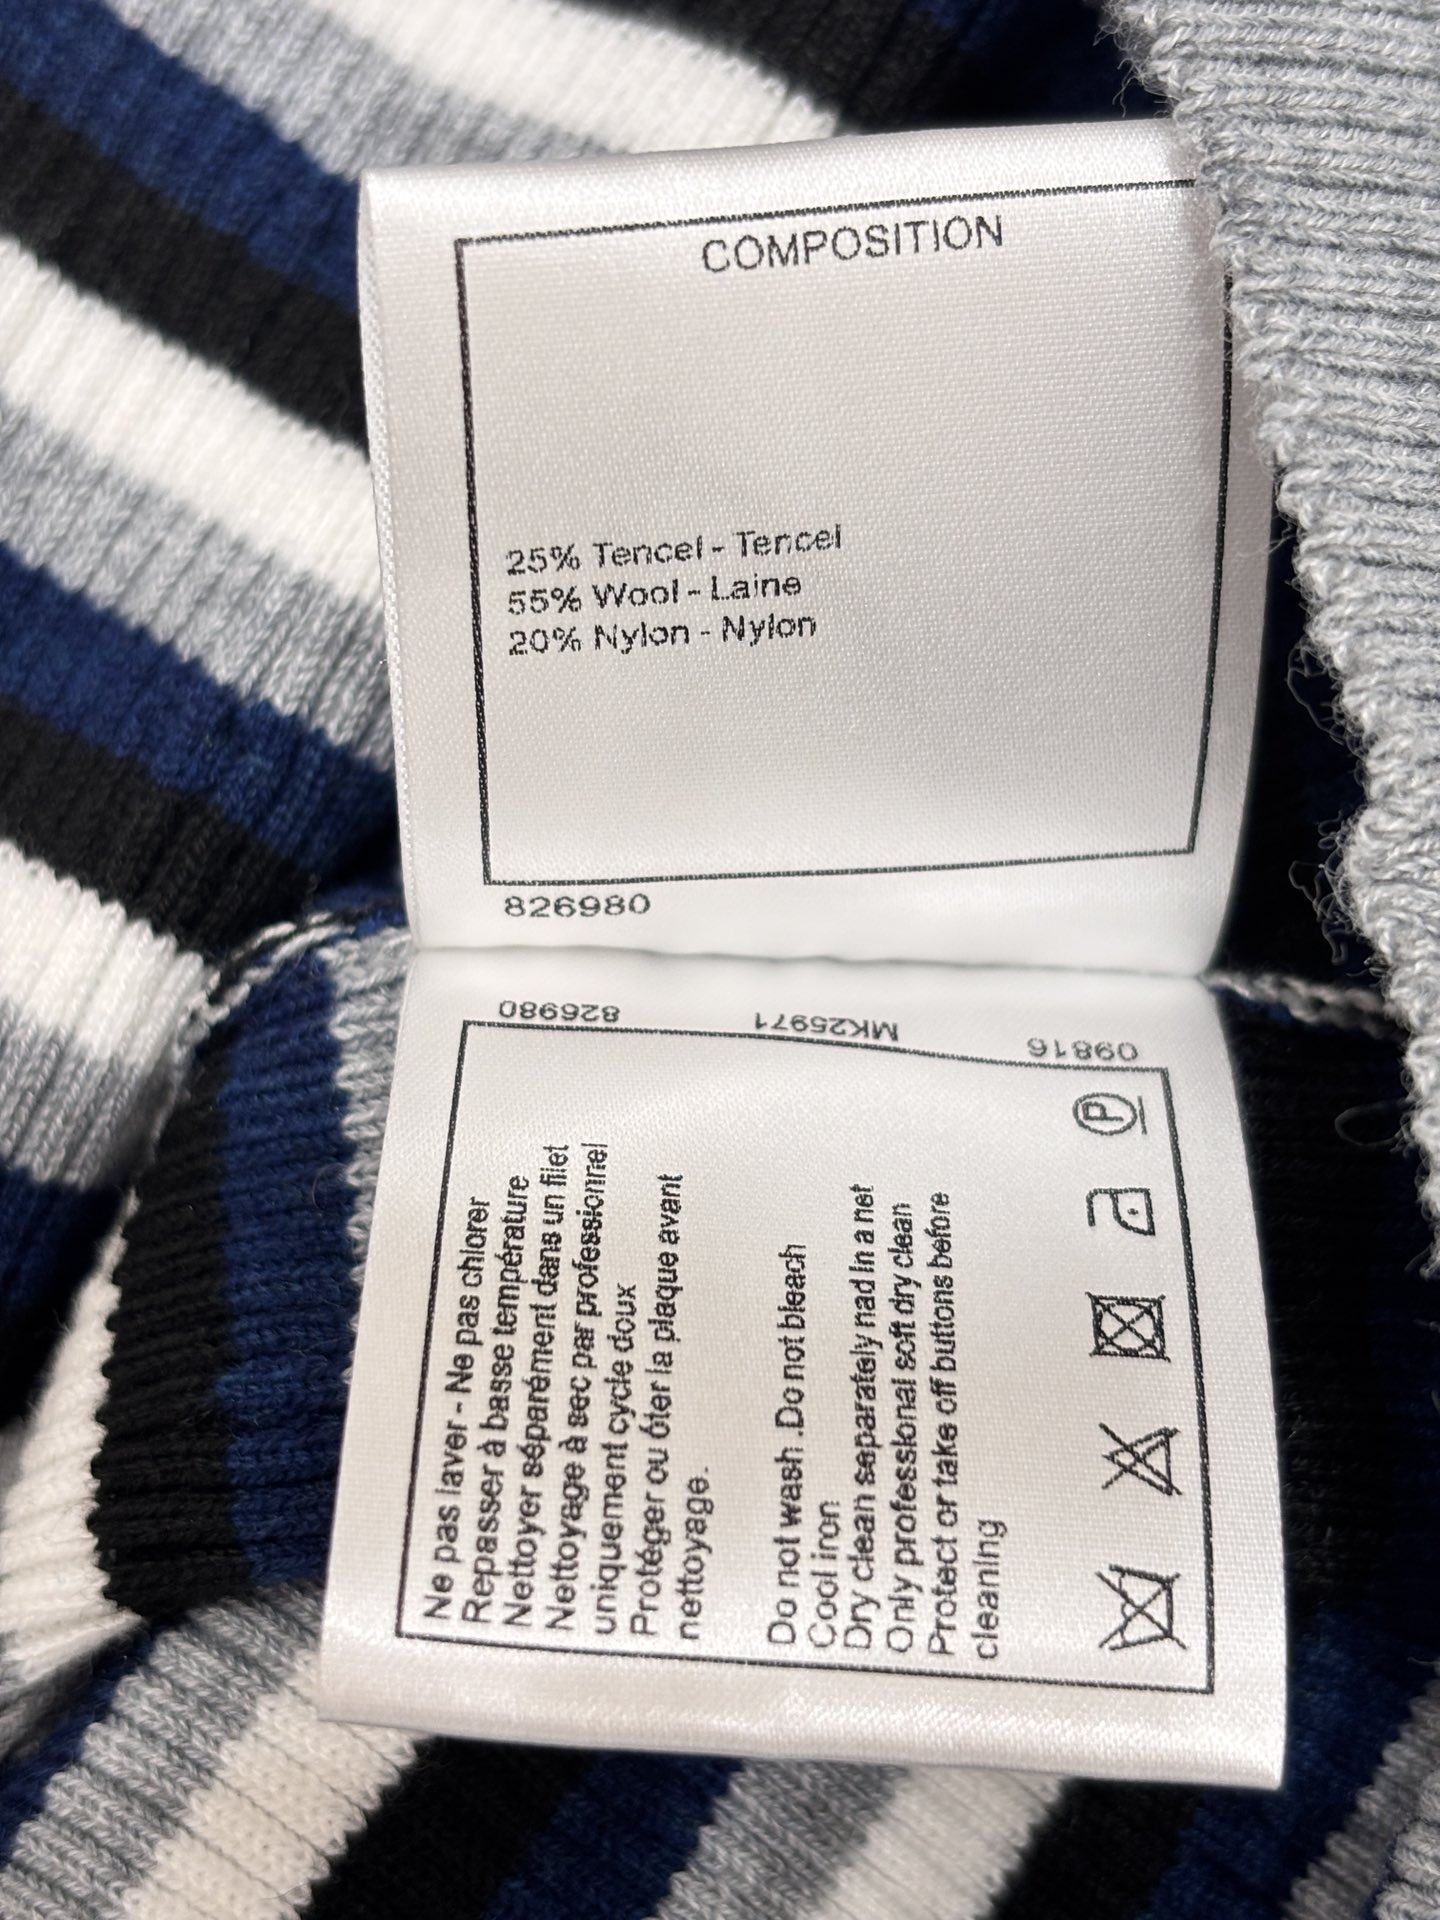 COMPOSITION
25% Tencel - Tencel
55% Wool - Laine
20% Nylon - Nylon
826980
826980
MK25971
09816
Ne pas laver - Ne pas chlorer
Repasser à basse température
Nettoyer séparément dans un filet
Nettoyage à sec par professionnel
uniquement cycle doux
Protéger ou ôter la plaque avant
nettoyage.
Do not wash .Do not bleach
Cool iron
Dry clean separately nad in a net
Only professional soft dry clean
Protect or take off buttons before
cleaning
P